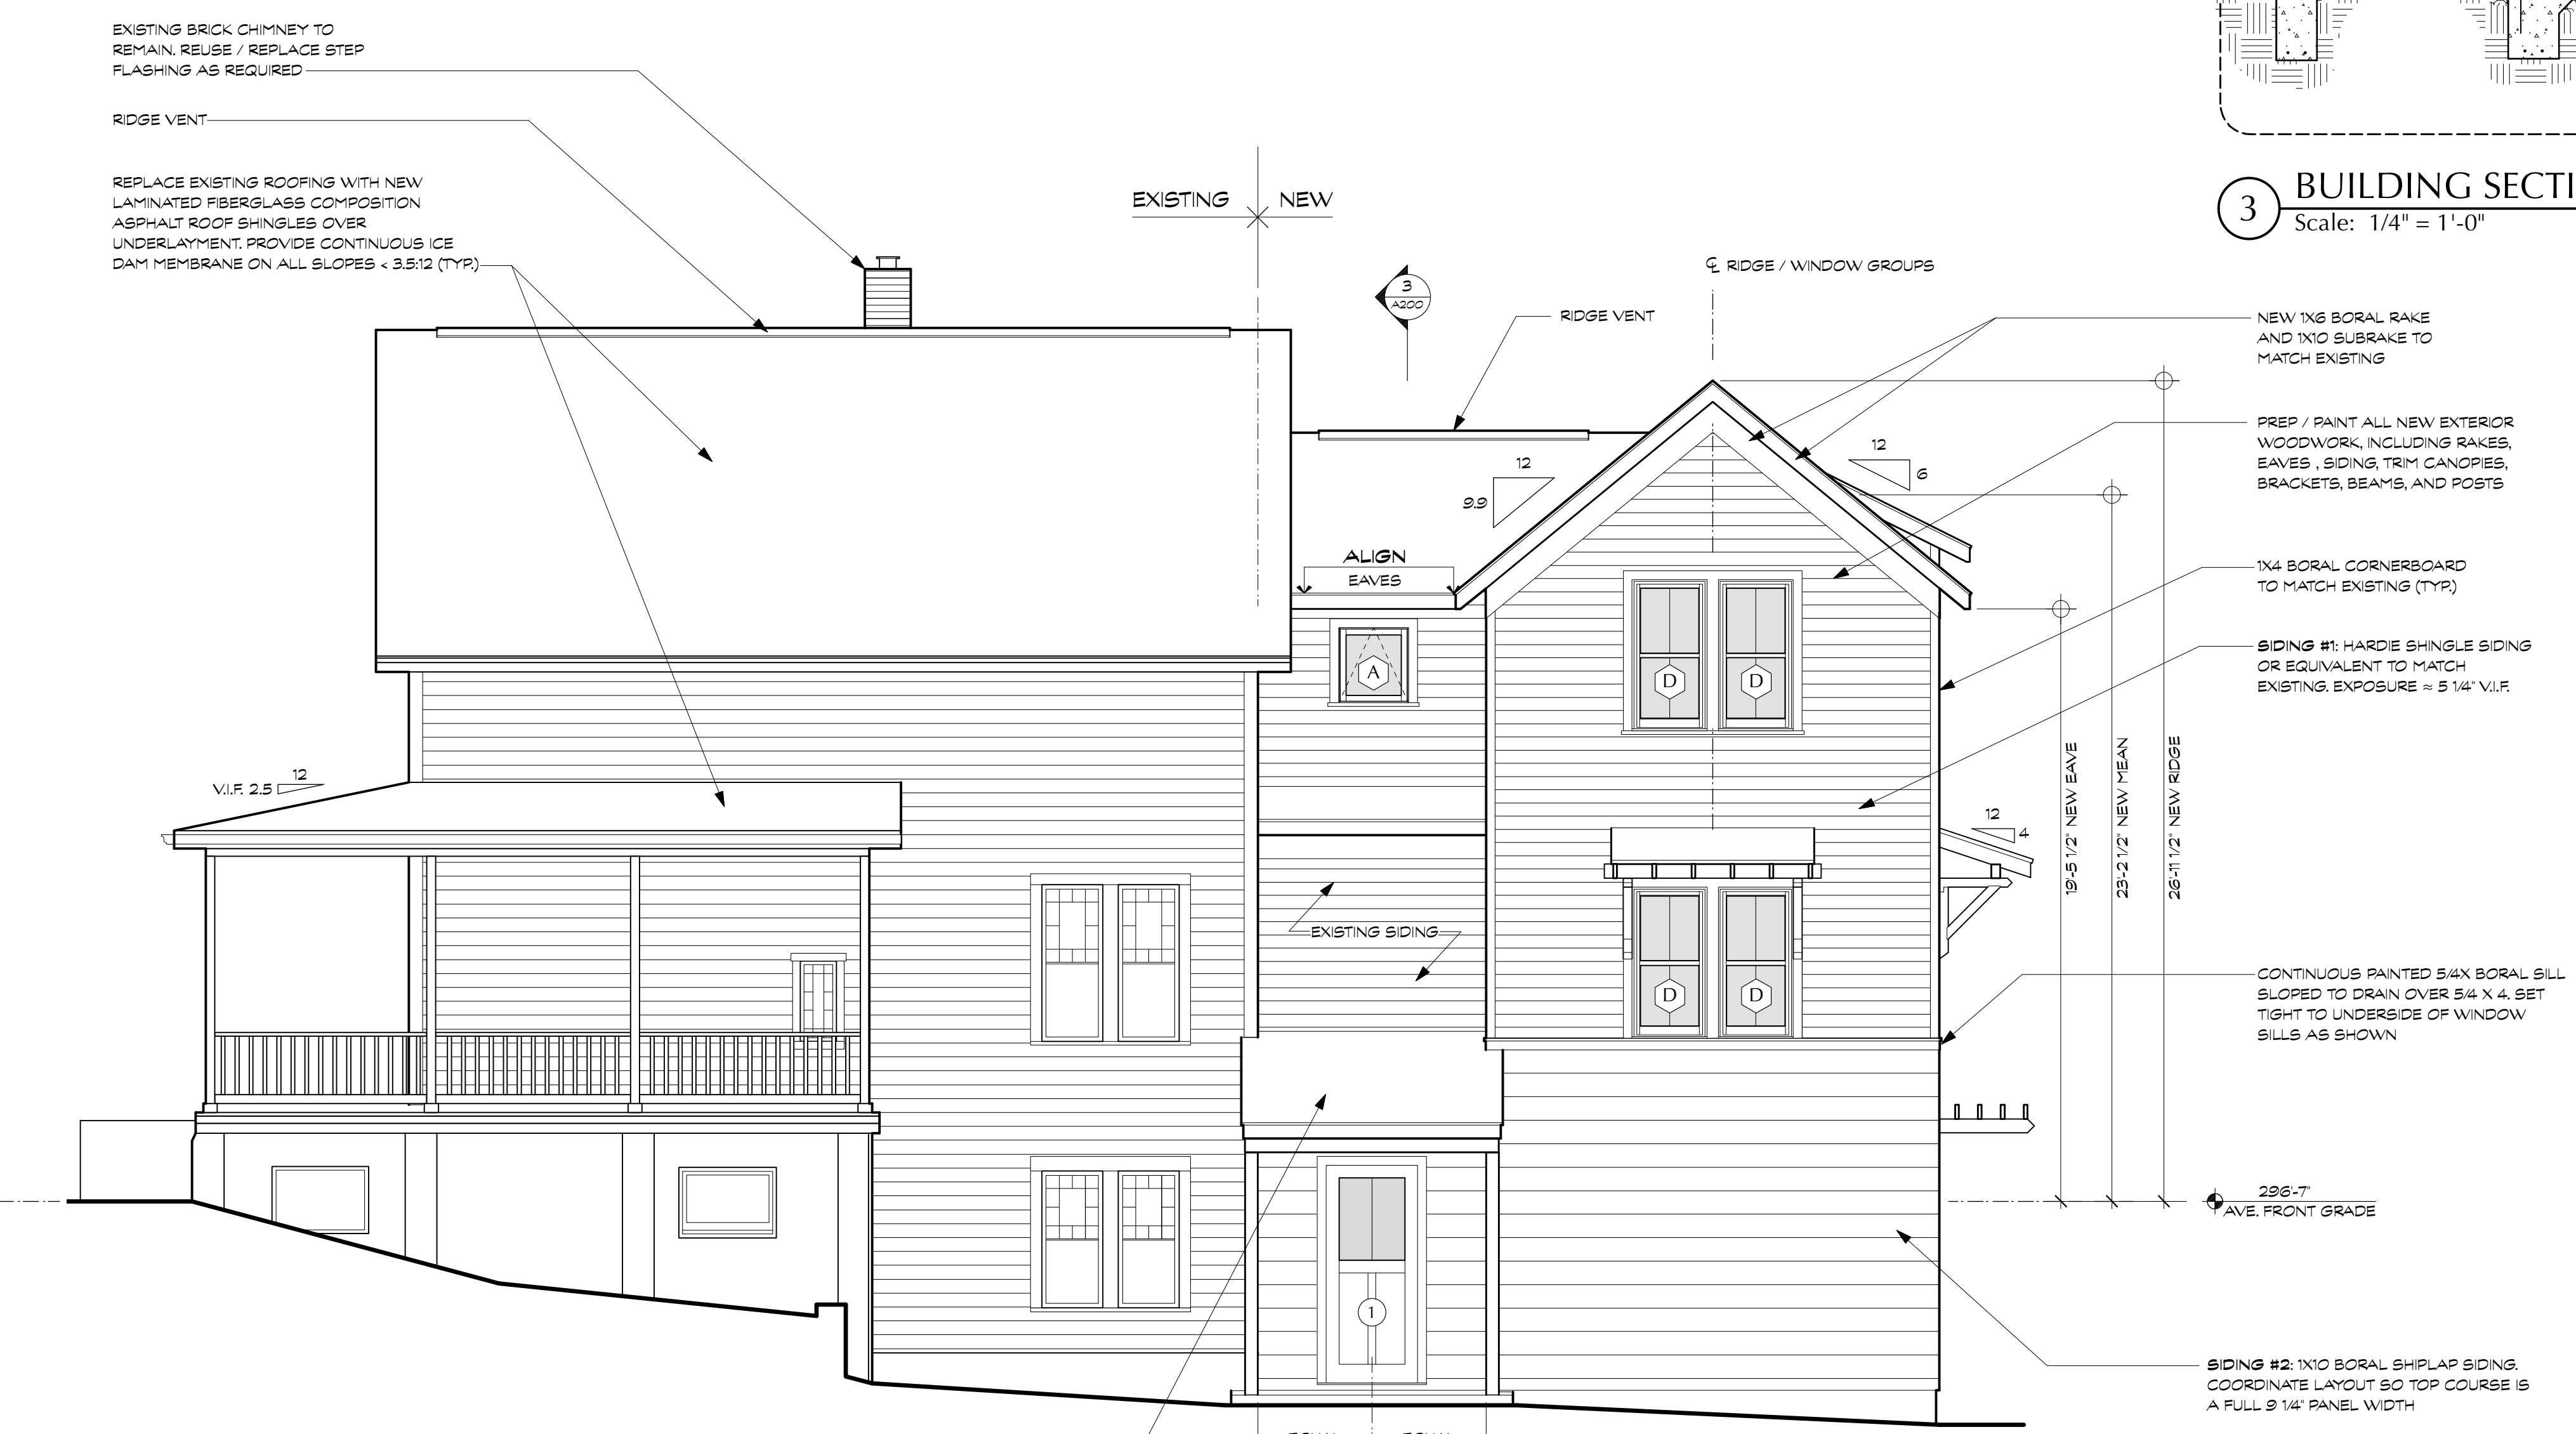 EXISTING BRICK CHIMNEY TO
REMAIN. REUSE / REPLACE STEP
FLASHING AS REQUIRED
RIDGE VENT
REPLACE EXISTING ROOFING WITH NEW
LAMINATED FIBERGLASS COMPOSITION
ASPHALT ROOF SHINGLES OVER
UNDERLAYMENT. PROVIDE CONTINUOUS ICE
DAM MEMBRANE ON ALL SLOPES < 3.5:12 (TYP.)
EXISTING NEW
3
A200
℄ RIDGE / WINDOW GROUPS
RIDGE VENT
3
Scale: 1/4" = 1'-0"
BUILDING
NEW 1X6 BORAL RAKE
AND 1X10 SUBRAKE TO
MATCH EXISTING
PREP / PAINT ALL NEW EXTERIOR
WOODWORK, INCLUDING RAKES,
EAVES , SIDING, TRIM CANOPIES,
BRACKETS, BEAMS, AND POSTS
12
9.9
12
6
ALIGN
EAVES
1X4 BORAL CORNERBOARD
TO MATCH EXISTING (TYP.)
SIDING #1: HARDIE SHINGLE SIDING
OR EQUIVALENT TO MATCH
EXISTING. EXPOSURE ≈ 5 1/4" V.I.F.
A
D
D
12
V.I.F. 2.5
12
4
19'-5 1/2" NEW EAVE
23'-2 1/2" NEW MEAN
26'-11 1/2" NEW RIDGE
EXISTING SIDING
D
D
CONTINUOUS PAINTED 5/4X BORAL SILL
SLOPED TO DRAIN OVER 5/4 X 4. SET
TIGHT TO UNDERSIDE OF WINDOW
SILLS AS SHOWN
296'-7"
AVE. FRONT GRADE
1
SIDING #2: 1X10 BORAL SHIPLAP SIDING.
COORDINATE LAYOUT SO TOP COURSE IS
A FULL 9 1/4" PANEL WIDTH